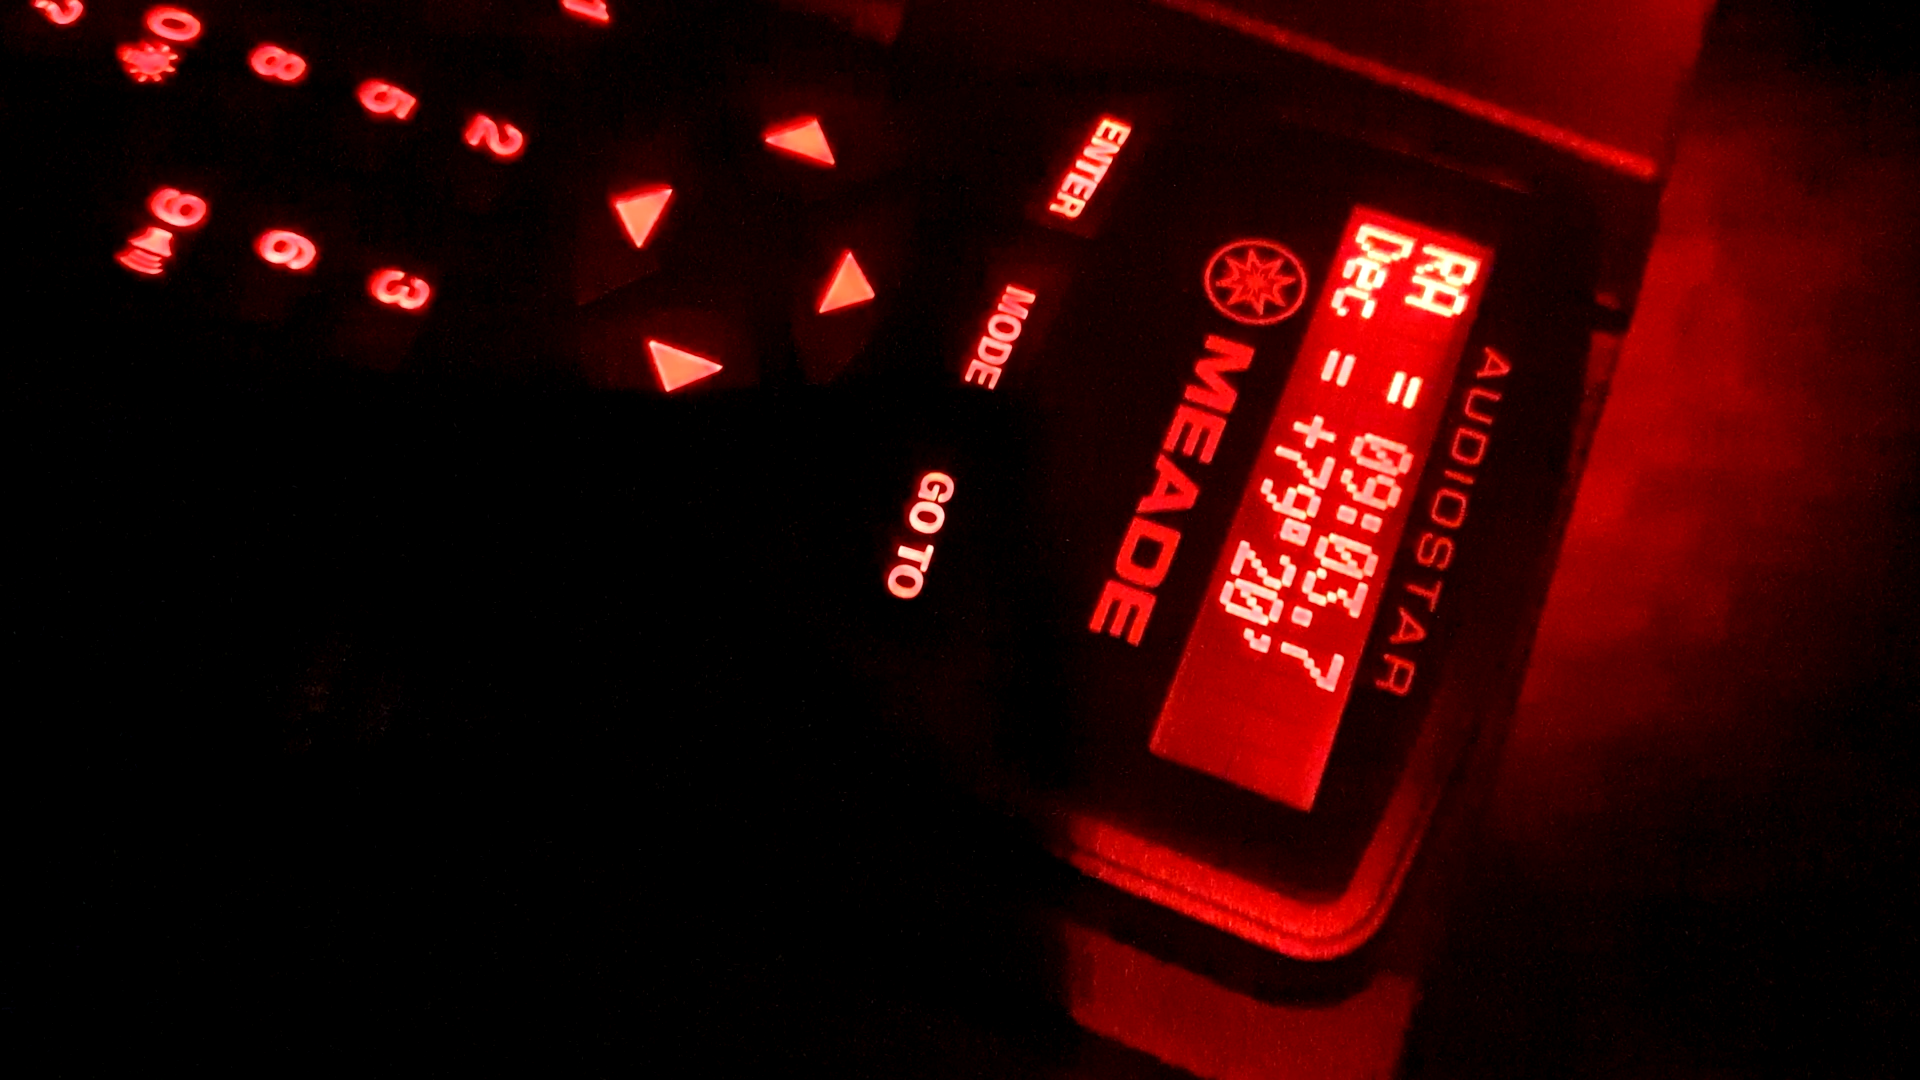 AUDIOSTAR
RA = 09:03.7
Dec = +79°20'
MEADE
ENTER
MODE
GO TO
1
2
3
5
6
8
9
0
?